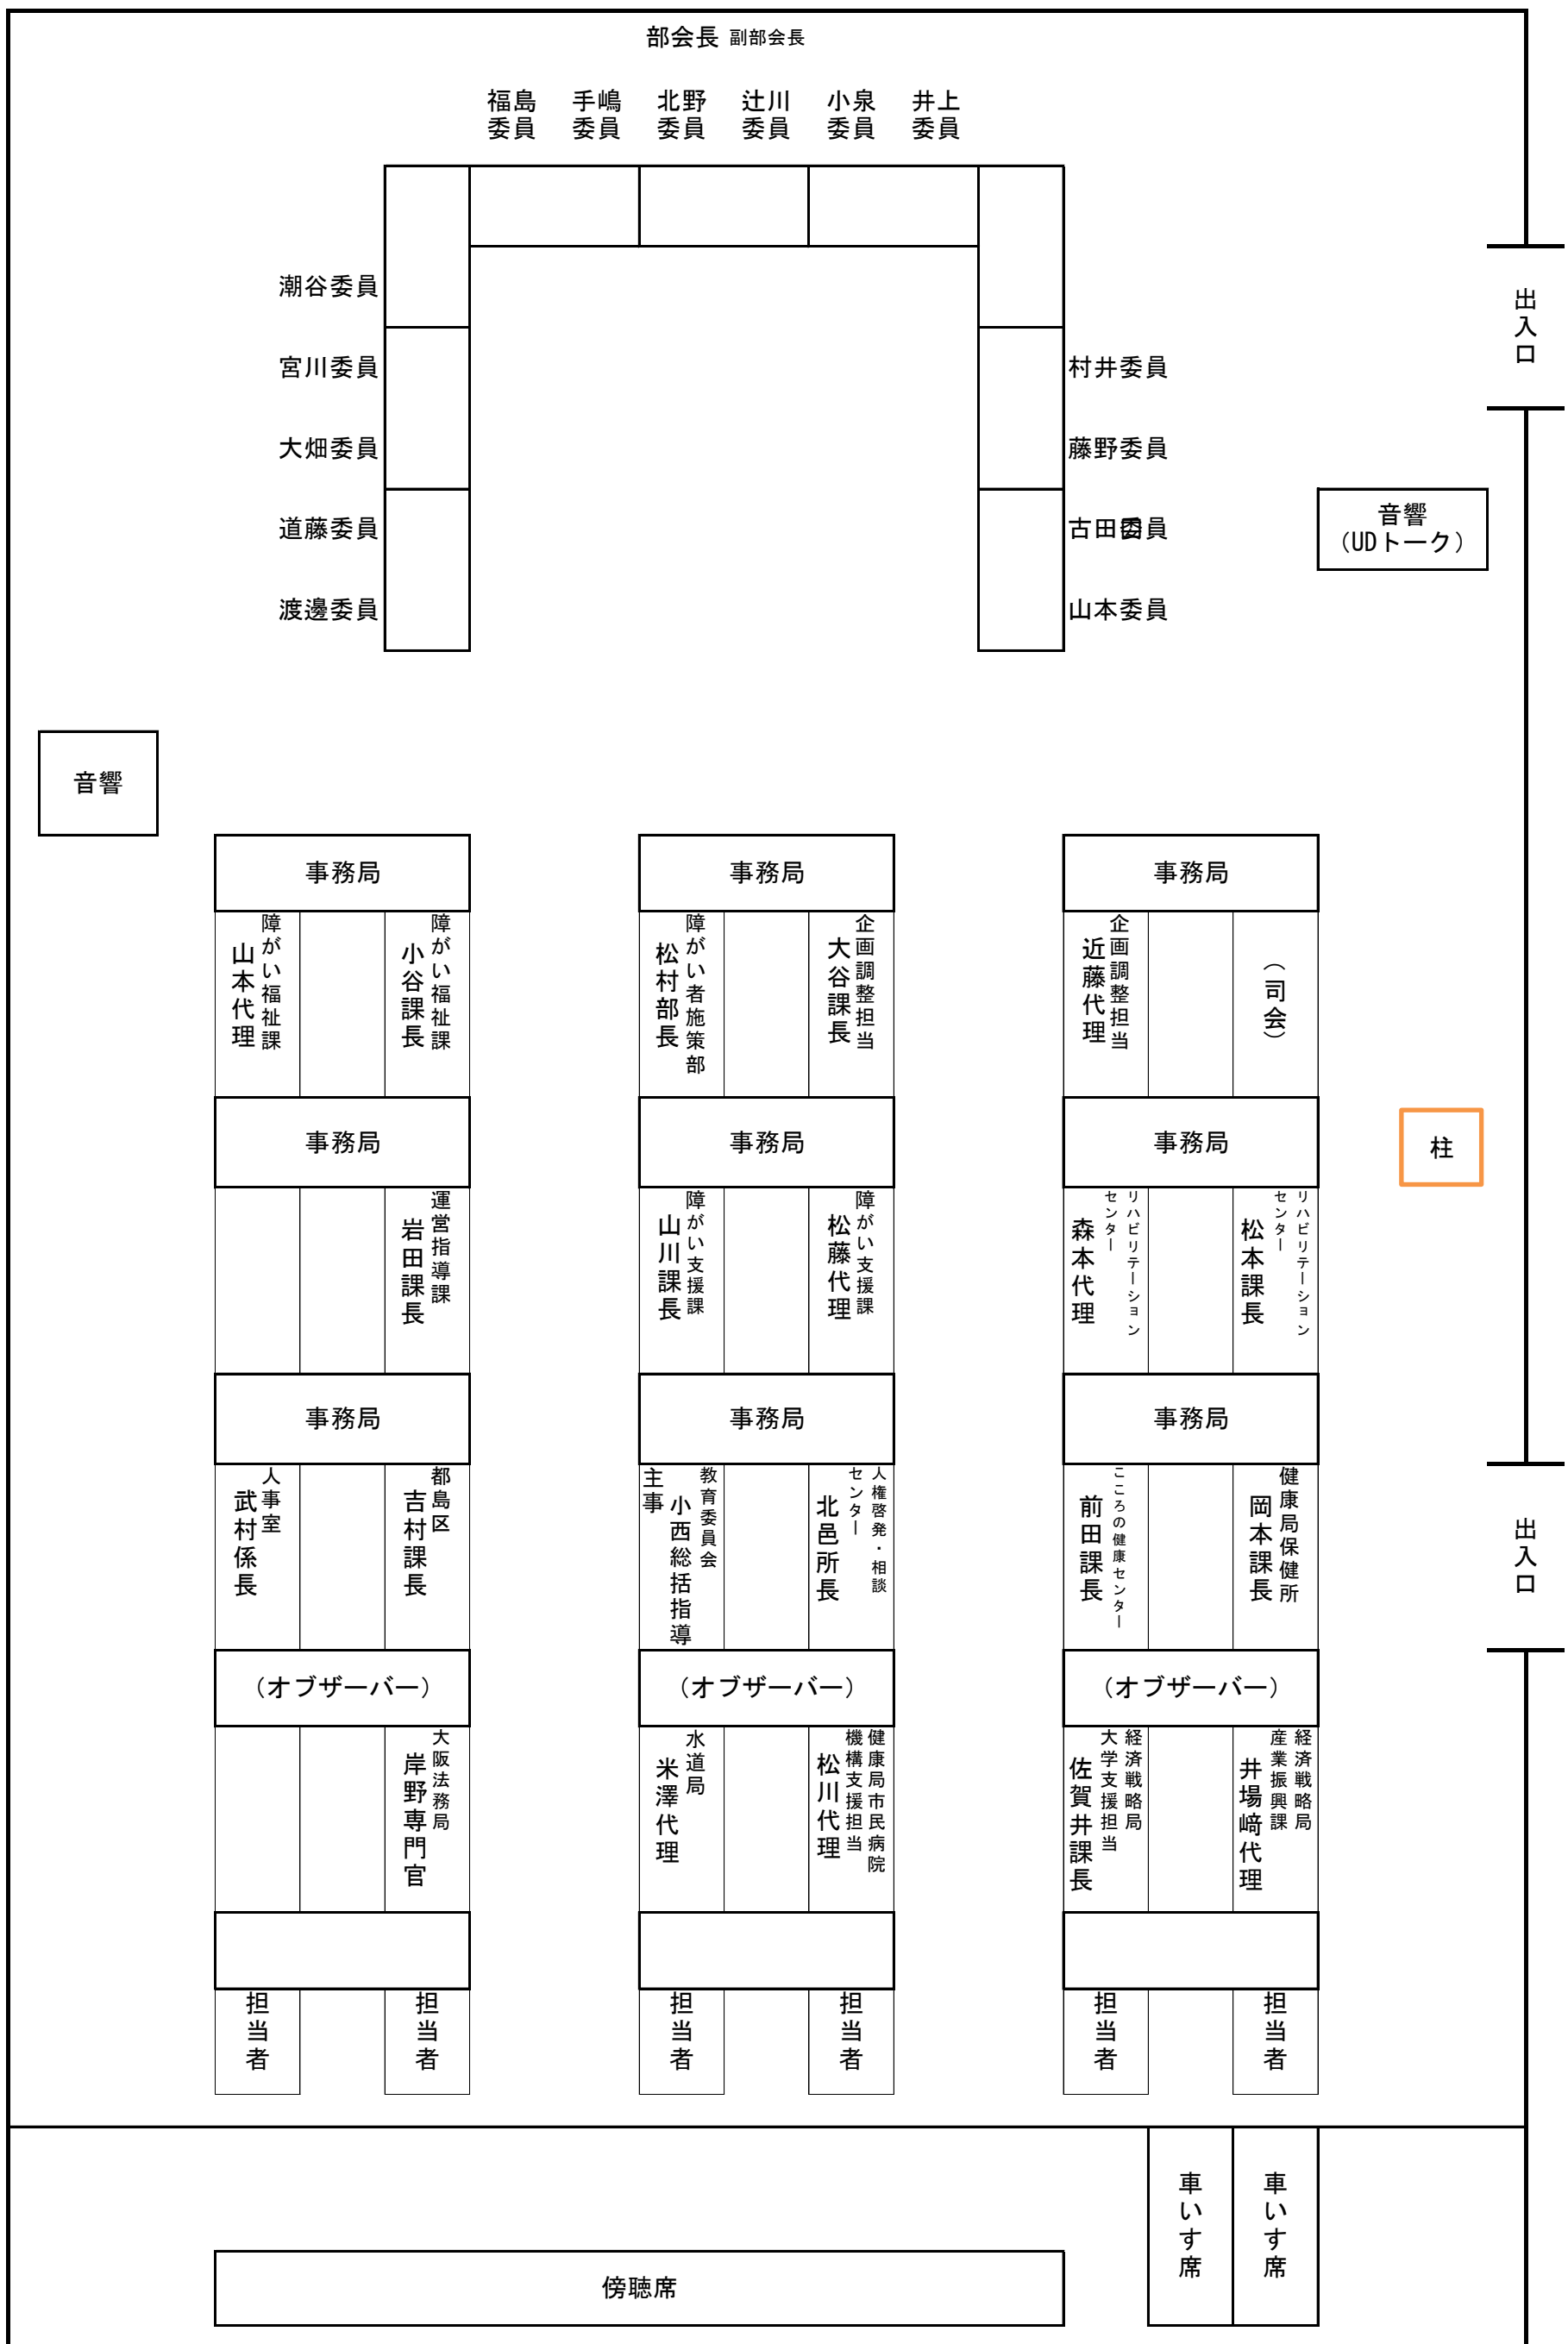 部会長 副部会長
福島委員 手嶋委員 北野委員 辻川委員 小泉委員 井上委員
潮谷委員
出入口
宮川委員 村井委員
大畑委員 藤野委員
道藤委員 古田委員
音響
（UDトーク）
渡邊委員 山本委員
音響
事務局 事務局 事務局
障がい福祉課
山本代理
障がい福祉課
小谷課長
障がい者施策部
松村部長
企画調整担当
大谷課長
企画調整担当
近藤代理
（司会）
事務局 事務局 事務局
柱
運営指導課
岩田課長
障がい支援課
山川課長
障がい支援課
松藤代理
リハビリテーション
センター
森本代理
リハビリテーション
センター
松本課長
事務局 事務局 事務局
人事室
武村係長
都島区
吉村課長
教育委員会
小西総括指導
主事
人権啓発・相談
センター
北邑所長
こころの健康センター
前田課長
健康局保健所
岡本課長
出入口
（オブザーバー） （オブザーバー） （オブザーバー）
大阪法務局
岸野専門官
水道局
米澤代理
健康局市民病院
機構支援担当
松川代理
経済戦略局
大学支援担当
佐賀井課長
経済戦略局
産業振興課
井場﨑代理
担当者 担当者 担当者 担当者 担当者 担当者
車いす席 車いす席
傍聴席